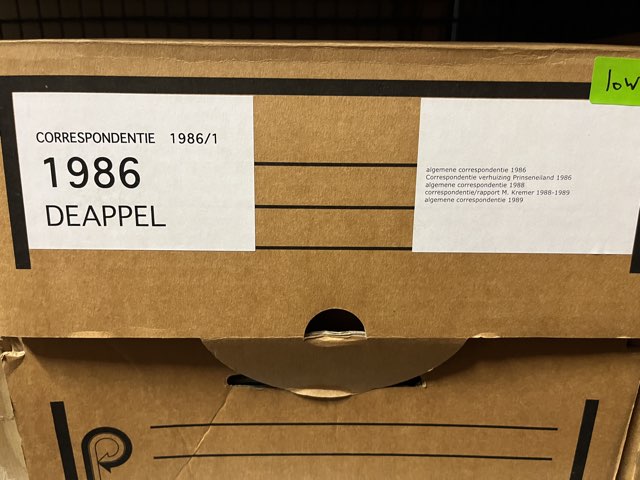 CORRESPONDENTIE 1986/1
1986
DEAPPEL
low
algemene correspondentie 1986
Correspondentie verhuizing Prinseneiland 1986
algemene correspondentie 1988
correspondentie/rapport M. Kremer 1988-1989
algemene correspondentie 1989